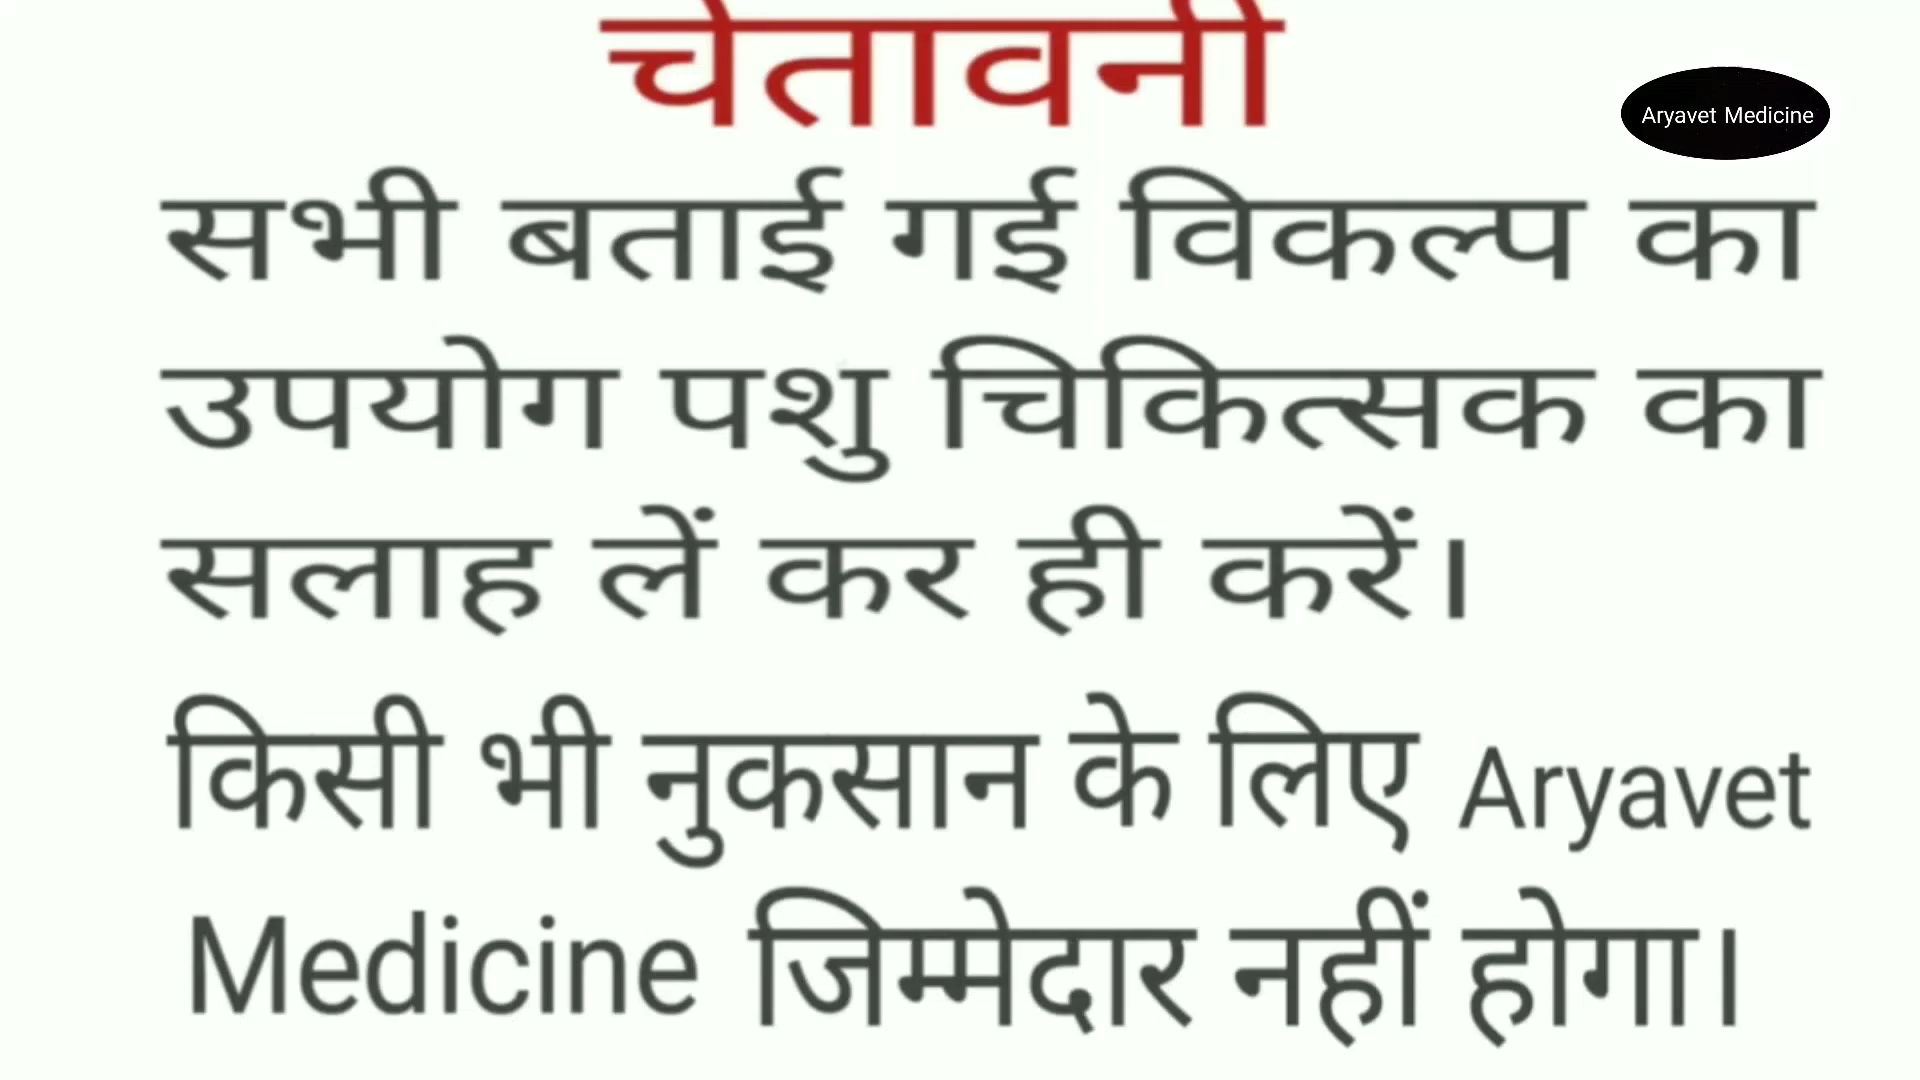 चेतावनी
Aryavet Medicine
सभी बताई गई विकल्प का
उपयोग पशु चिकित्सक का
सलाह लें कर ही करें।
किसी भी नुकसान के लिए Aryavet
Medicine जिम्मेदार नहीं होगा।